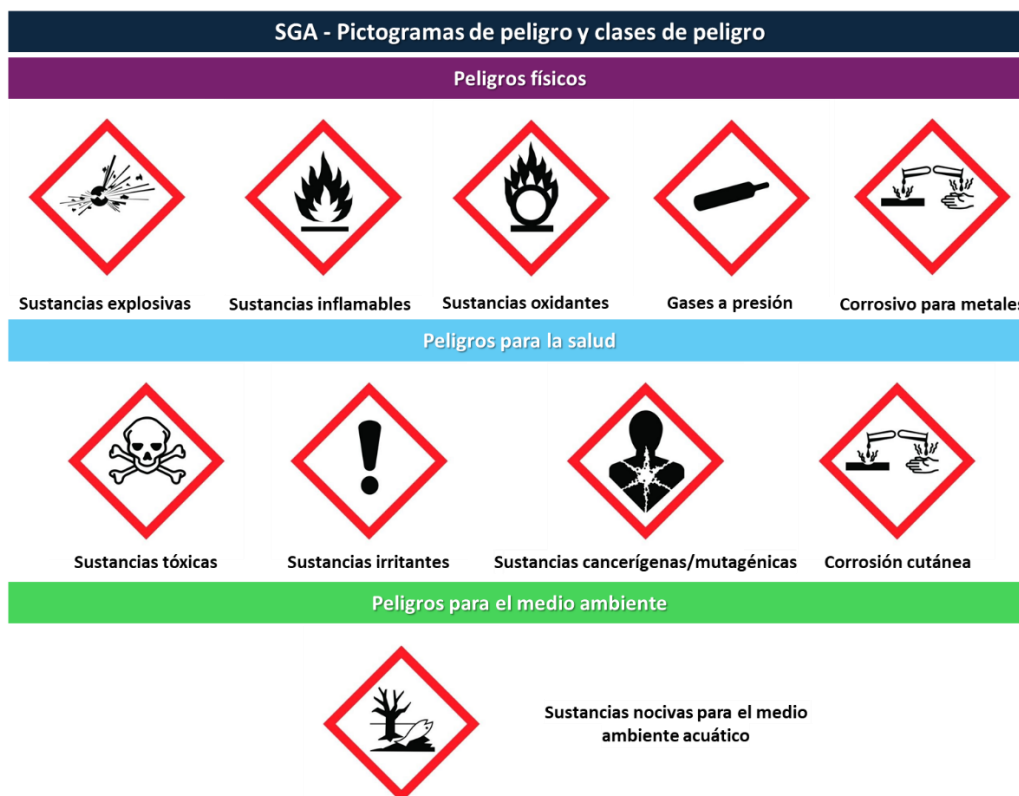 SGA - Pictogramas de peligro y clases de peligro
Peligros físicos
Sustancias explosivas
Sustancias inflamables
Sustancias oxidantes
Gases a presión
Corrosivo para metales
Peligros para la salud
Sustancias tóxicas
Sustancias irritantes
Sustancias cancerígenas/mutagénicas
Corrosión cutánea
Peligros para el medio ambiente
Sustancias nocivas para el medio
ambiente acuático